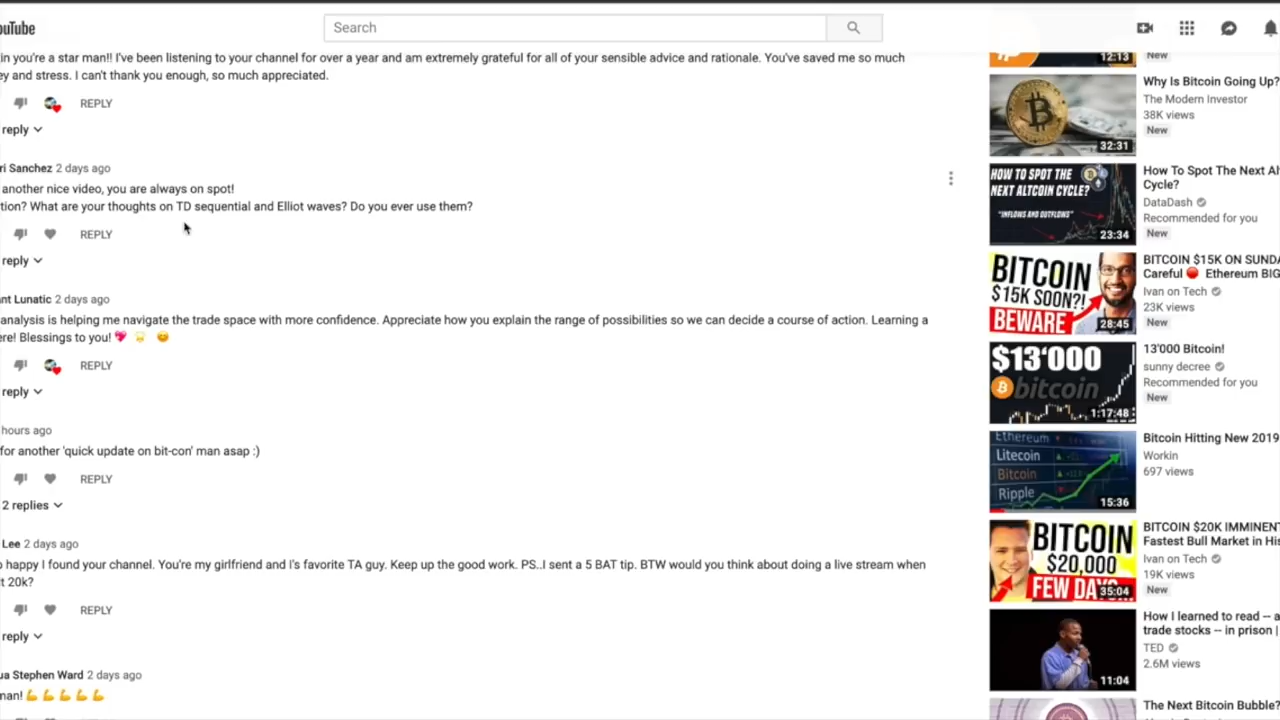 ouTube
Search
in you're a star man!! I've been listening to your channel for over a year and am extremely grateful for all of your sensible advice and rationale. You've saved me so much
ey and stress. I can't thank you enough, so much appreciated.
REPLY
reply
ri Sanchez 2 days ago
another nice video, you are always on spot!
tion? What are your thoughts on TD sequential and Elliot waves? Do you ever use them?
REPLY
reply
nt Lunatic 2 days ago
analysis is helping me navigate the trade space with more confidence. Appreciate how you explain the range of possibilities so we can decide a course of action. Learning a
ere! Blessings to you! 💖 🌟 😊
REPLY
reply
hours ago
for another 'quick update on bit-con' man asap :)
REPLY
2 replies
Lee 2 days ago
o happy I found your channel. You're my girlfriend and I's favorite TA guy. Keep up the good work. PS..I sent a 5 BAT tip. BTW would you think about doing a live stream when
t 20k?
REPLY
reply
ua Stephen Ward 2 days ago
man! 💪 💪 💪 💪 💪
12:13
New
32:31
Why Is Bitcoin Going Up?
The Modern Investor
38K views
New
HOW TO SPOT THE
NEXT ALTCOIN CYCLE?
"INFLOWS AND OUTFLOWS"
23:34
How To Spot The Next Al
Cycle?
DataDash
Recommended for you
New
BITCOIN
$15K SOON?!
BEWARE
28:45
BITCOIN $15K ON SUNDA
Careful 🔴 Ethereum BIG
Ivan on Tech
23K views
New
$13'000
bitcoin
1:17:48
13'000 Bitcoin!
sunny decree
Recommended for you
New
Ethereum
Litecoin
Bitcoin
Ripple
15:36
Bitcoin Hitting New 2019
Workin
697 views
BITCOIN
$20,000
FEW DAYS
35:04
BITCOIN $20K IMMINENT
Fastest Bull Market in His
Ivan on Tech
19K views
New
11:04
How I learned to read -- a
trade stocks -- in prison |
TED
2.6M views
The Next Bitcoin Bubble?